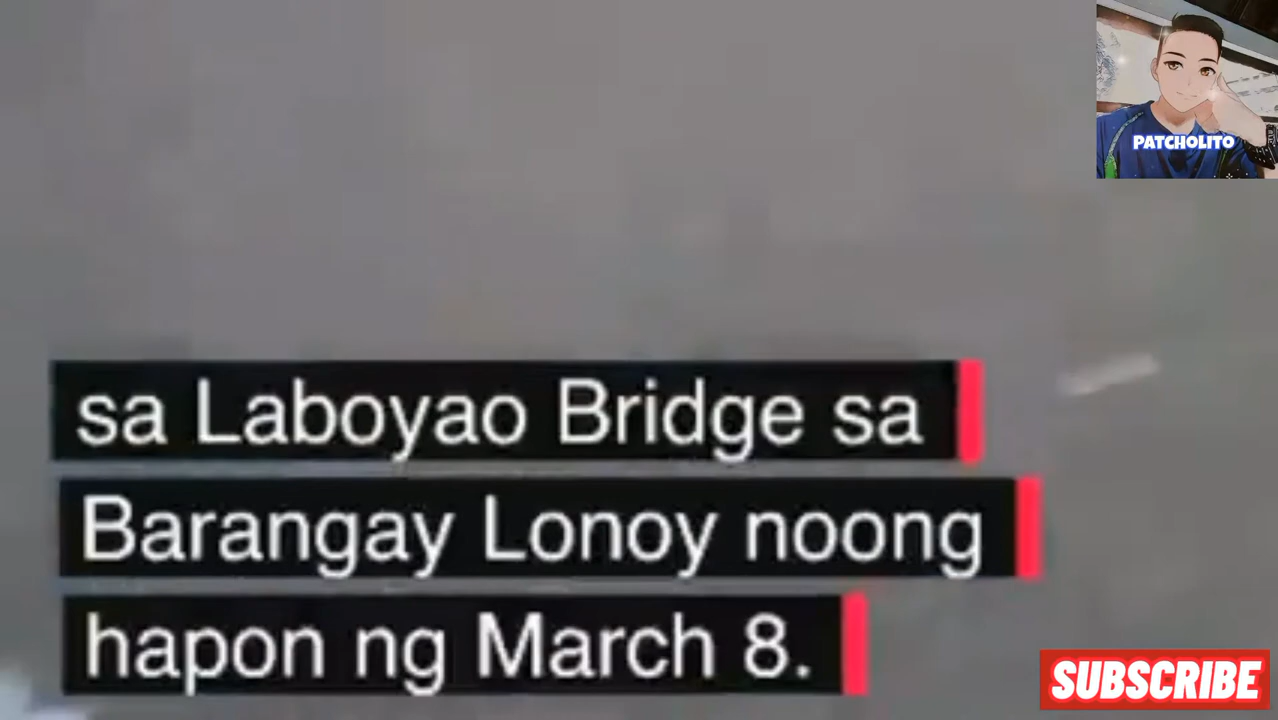 PATCHOLITO
sa Laboyao Bridge sa
Barangay Lonoy noong
hapon ng March 8.
SUBSCRIBE